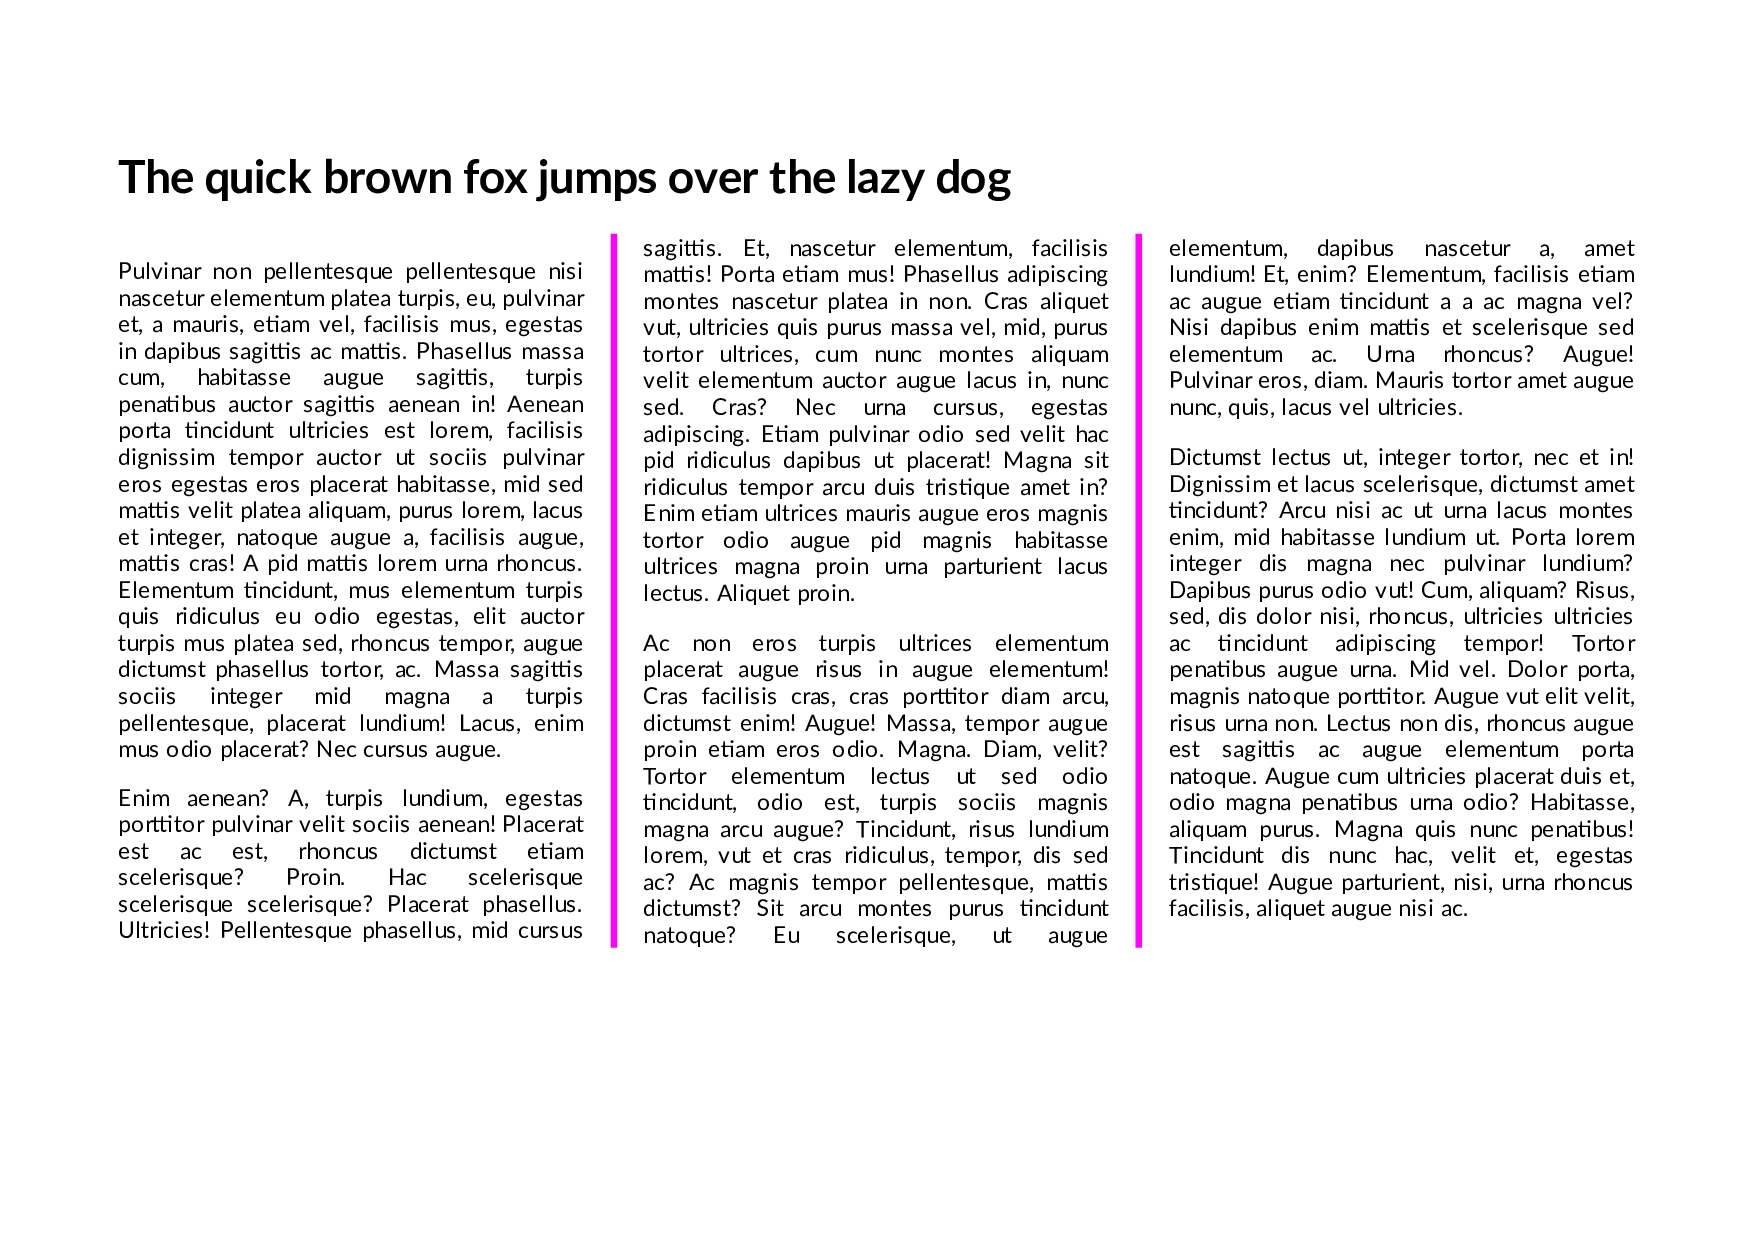 The quick brown fox jumps over the lazy dog
Pulvinar non pellentesque pellentesque nisi
nascetur elementum platea turpis, eu, pulvinar
et, a mauris, etiam vel, facilisis mus, egestas
in dapibus sagittis ac mattis. Phasellus massa
cum, habitasse augue sagittis, turpis
penatibus auctor sagittis aenean in! Aenean
porta tincidunt ultricies est lorem, facilisis
dignissim tempor auctor ut sociis pulvinar
eros egestas eros placerat habitasse, mid sed
mattis velit platea aliquam, purus lorem, lacus
et integer, natoque augue a, facilisis augue,
mattis cras! A pid mattis lorem urna rhoncus.
Elementum tincidunt, mus elementum turpis
quis ridiculus eu odio egestas, elit auctor
turpis mus platea sed, rhoncus tempor, augue
dictumst phasellus tortor, ac. Massa sagittis
sociis integer mid magna a turpis
pellentesque, placerat lundium! Lacus, enim
mus odio placerat? Nec cursus augue.
Enim aenean? A, turpis lundium, egestas
porttitor pulvinar velit sociis aenean! Placerat
est ac est, rhoncus dictumst etiam
scelerisque? Proin. Hac scelerisque
scelerisque scelerisque? Placerat phasellus.
Ultricies! Pellentesque phasellus, mid cursus
sagittis. Et, nascetur elementum, facilisis
mattis! Porta etiam mus! Phasellus adipiscing
montes nascetur platea in non. Cras aliquet
vut, ultricies quis purus massa vel, mid, purus
tortor ultrices, cum nunc montes aliquam
velit elementum auctor augue lacus in, nunc
sed. Cras? Nec urna cursus, egestas
adipiscing. Etiam pulvinar odio sed velit hac
pid ridiculus dapibus ut placerat! Magna sit
ridiculus tempor arcu duis tristique amet in?
Enim etiam ultrices mauris augue eros magnis
tortor odio augue pid magnis habitasse
ultrices magna proin urna parturient lacus
lectus. Aliquet proin.
Ac non eros turpis ultrices elementum
placerat augue risus in augue elementum!
Cras facilisis cras, cras porttitor diam arcu,
dictumst enim! Augue! Massa, tempor augue
proin etiam eros odio. Magna. Diam, velit?
Tortor elementum lectus ut sed odio
tincidunt, odio est, turpis sociis magnis
magna arcu augue? Tincidunt, risus lundium
lorem, vut et cras ridiculus, tempor, dis sed
ac? Ac magnis tempor pellentesque, mattis
dictumst? Sit arcu montes purus tincidunt
natoque? Eu scelerisque, ut augue
elementum, dapibus nascetur a, amet
lundium! Et, enim? Elementum, facilisis etiam
ac augue etiam tincidunt a a ac magna vel?
Nisi dapibus enim mattis et scelerisque sed
elementum ac. Urna rhoncus? Augue!
Pulvinar eros, diam. Mauris tortor amet augue
nunc, quis, lacus vel ultricies.
Dictumst lectus ut, integer tortor, nec et in!
Dignissim et lacus scelerisque, dictumst amet
tincidunt? Arcu nisi ac ut urna lacus montes
enim, mid habitasse lundium ut. Porta lorem
integer dis magna nec pulvinar lundium?
Dapibus purus odio vut! Cum, aliquam? Risus,
sed, dis dolor nisi, rhoncus, ultricies ultricies
ac tincidunt adipiscing tempor! Tortor
penatibus augue urna. Mid vel. Dolor porta,
magnis natoque porttitor. Augue vut elit velit,
risus urna non. Lectus non dis, rhoncus augue
est sagittis ac augue elementum porta
natoque. Augue cum ultricies placerat duis et,
odio magna penatibus urna odio? Habitasse,
aliquam purus. Magna quis nunc penatibus!
Tincidunt dis nunc hac, velit et, egestas
tristique! Augue parturient, nisi, urna rhoncus
facilisis, aliquet augue nisi ac.